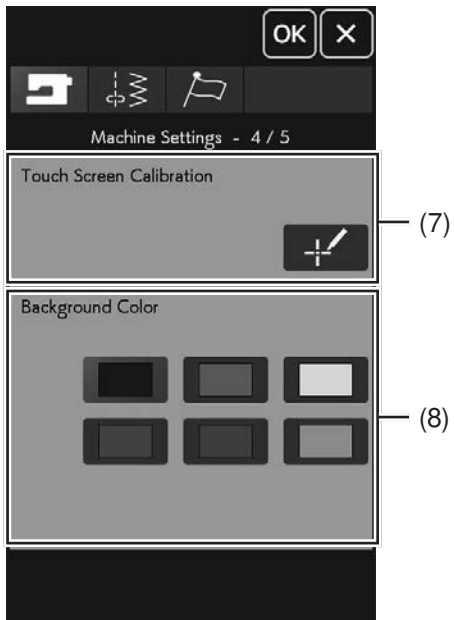 OK
Machine Settings - 4 / 5
Touch Screen Calibration
(7)
Background Color
(8)